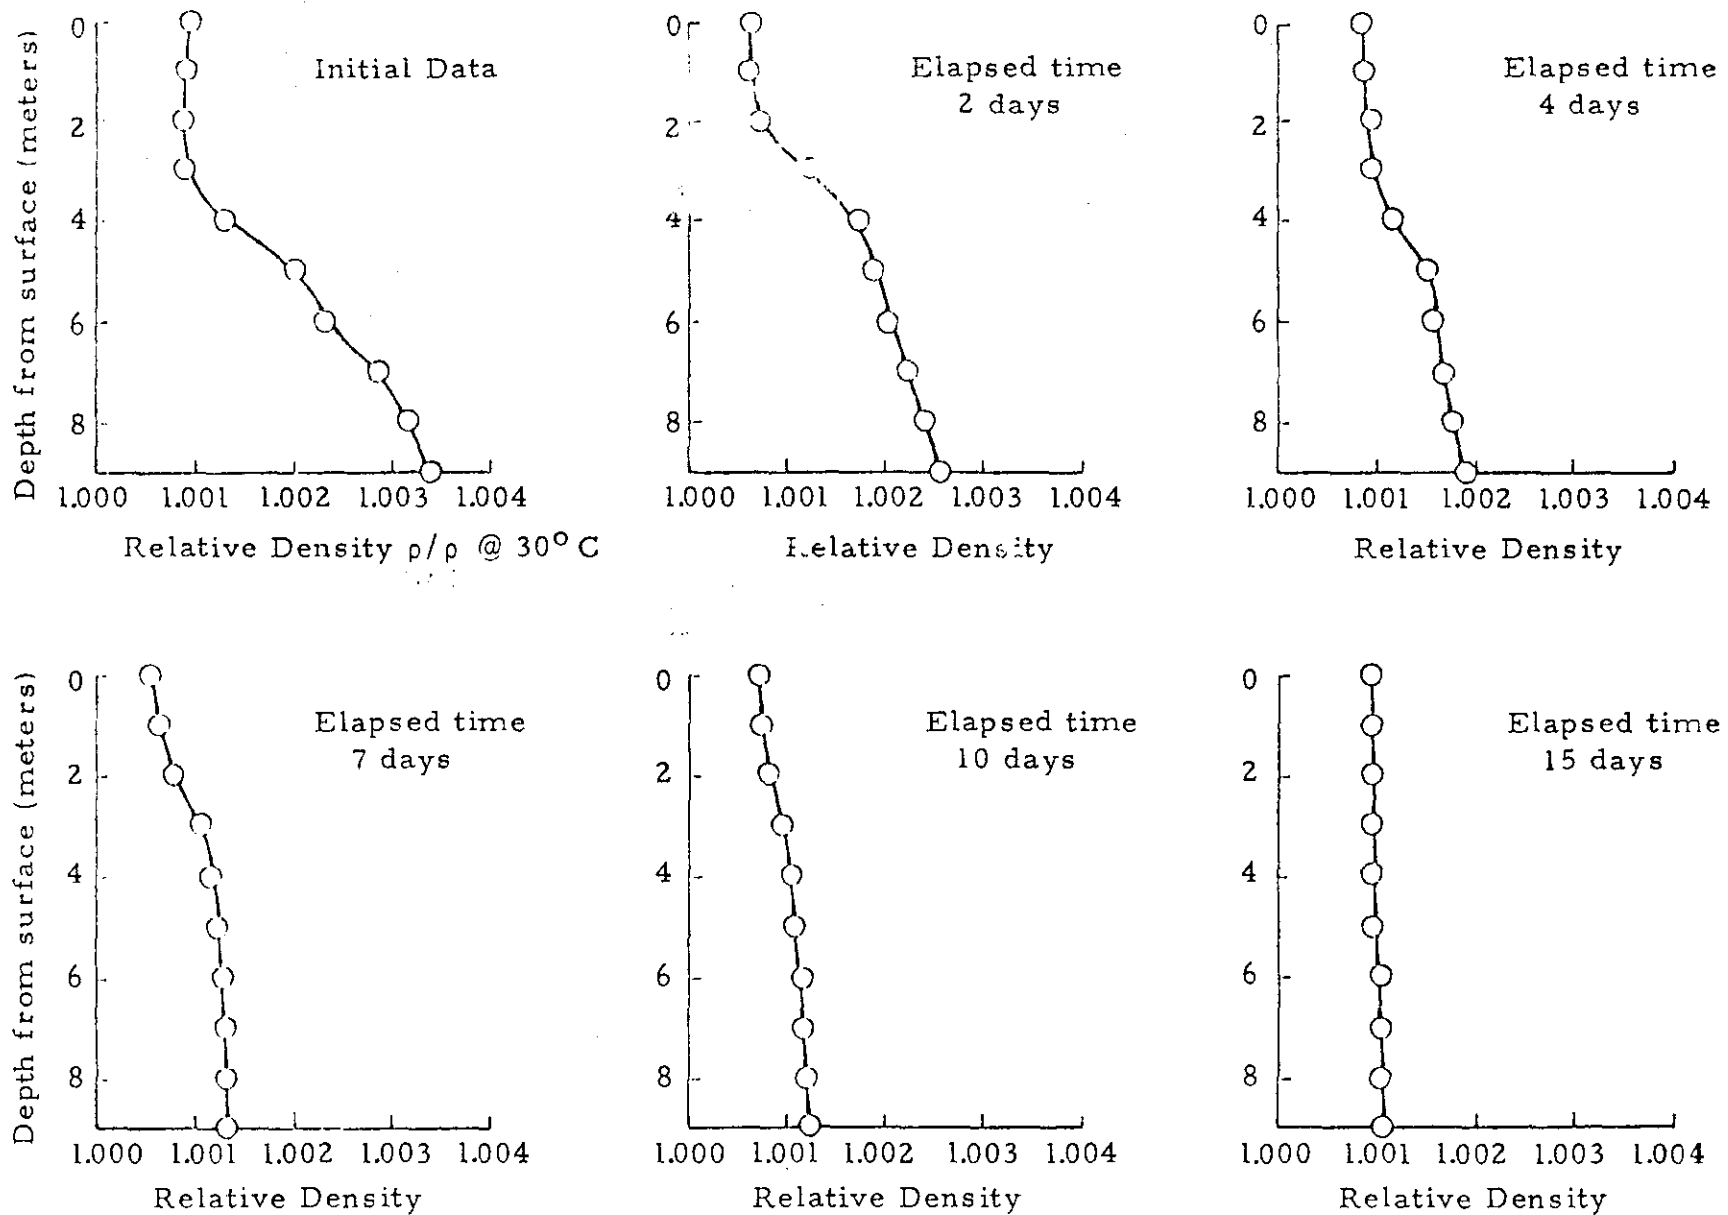 Depth from surface (meters)
0
2
4
6
8
Initial Data
1.000 1.001 1.002 1.003 1.004
Relative Density ρ/ρ @ 30° C
0
2
4
6
8
Elapsed time
2 days
1.000 1.001 1.002 1.003 1.004
Relative Density
0
2
4
6
8
Elapsed time
4 days
1.000 1.001 1.002 1.003 1.004
Relative Density
Depth from surface (meters)
0
2
4
6
8
Elapsed time
7 days
1.000 1.001 1.002 1.003 1.004
Relative Density
0
2
4
6
8
Elapsed time
10 days
1.000 1.001 1.002 1.003 1.004
Relative Density
0
2
4
6
8
Elapsed time
15 days
1.000 1.001 1.002 1.003 1.004
Relative Density